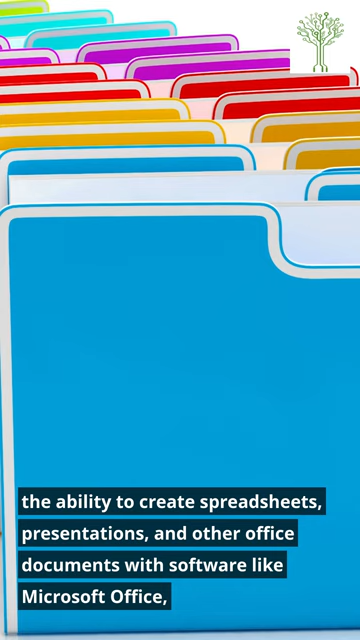 the ability to create spreadsheets,
presentations, and other office
documents with software like
Microsoft Office,